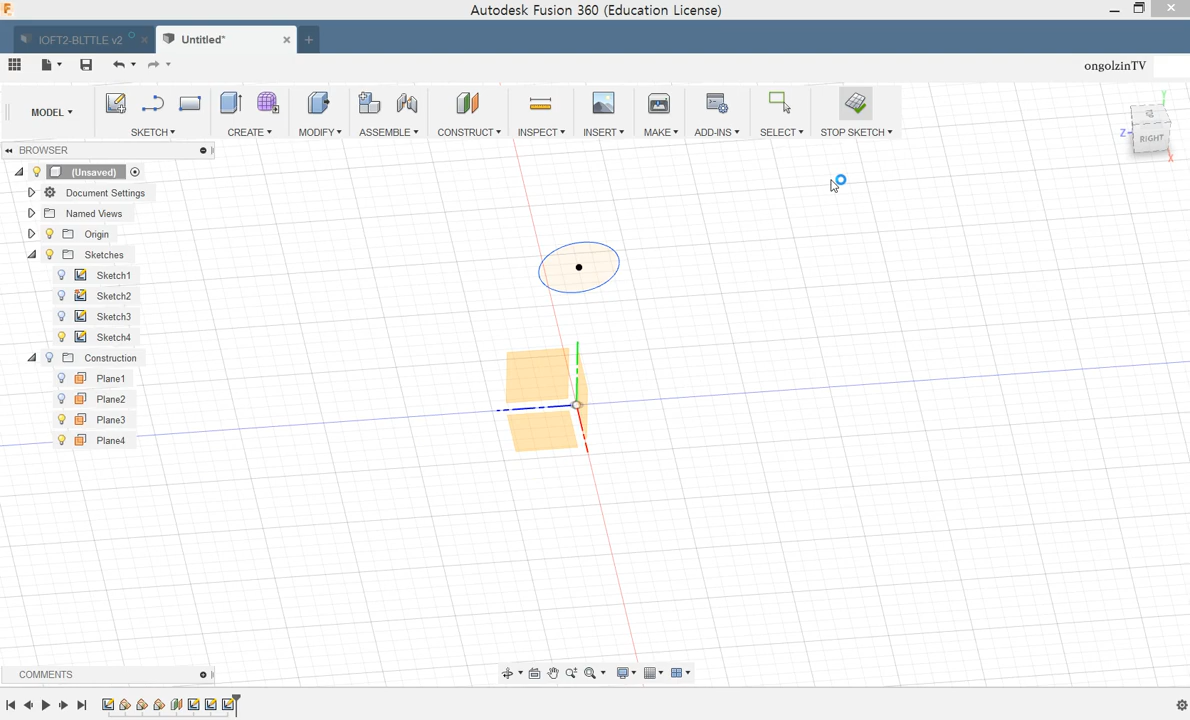 Autodesk Fusion 360 (Education License)
IOFT2-BLTTLE v2
Untitled*
ongolzinTV
MODEL
SKETCH
CREATE
MODIFY
ASSEMBLE
CONSTRUCT
INSPECT
INSERT
MAKE
ADD-INS
SELECT
STOP SKETCH
Y
Z
RIGHT
X
BROWSER
(Unsaved)
Document Settings
Named Views
Origin
Sketches
Sketch1
Sketch2
Sketch3
Sketch4
Construction
Plane1
Plane2
Plane3
Plane4
COMMENTS